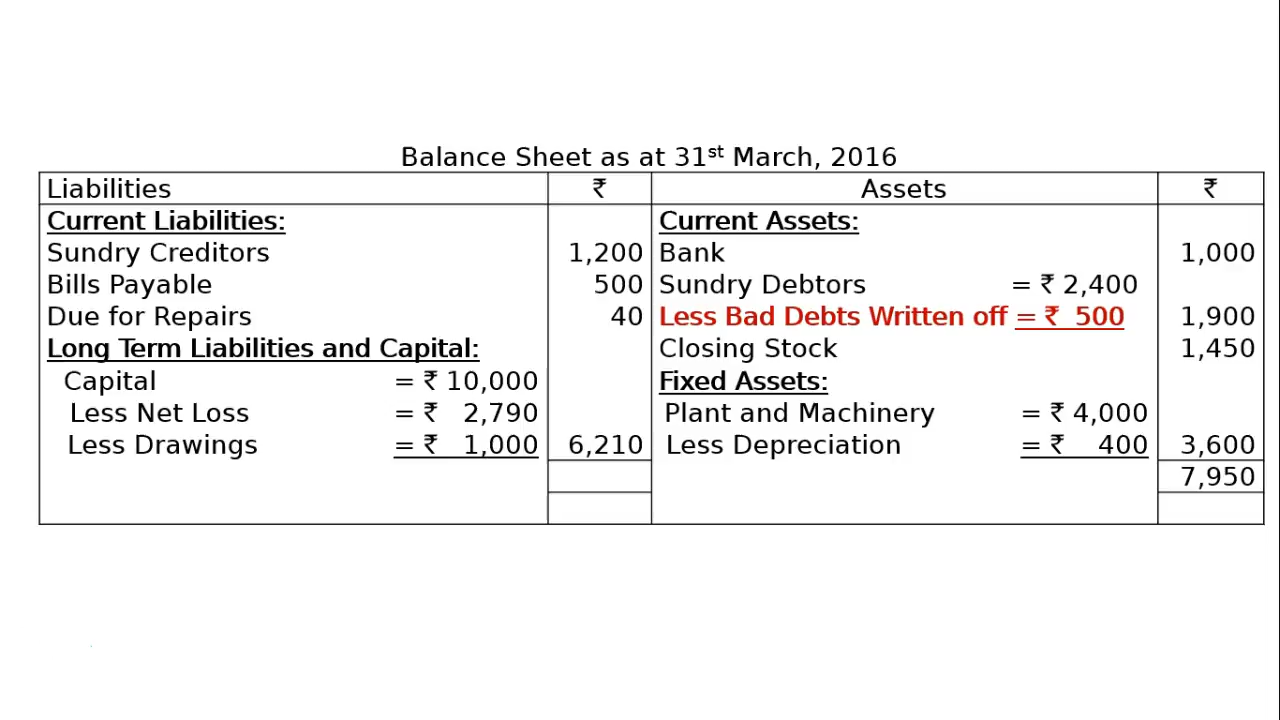 Balance Sheet as at 31st March, 2016
Liabilities ₹ Assets ₹
Current Liabilities: Current Assets:
Sundry Creditors 1,200 Bank 1,000
Bills Payable 500 Sundry Debtors = ₹ 2,400
Due for Repairs 40 Less Bad Debts Written off = ₹ 500 1,900
Long Term Liabilities and Capital: Closing Stock 1,450
Capital = ₹ 10,000 Fixed Assets:
Less Net Loss = ₹ 2,790 Plant and Machinery = ₹ 4,000
Less Drawings = ₹ 1,000 6,210 Less Depreciation = ₹ 400 3,600
7,950